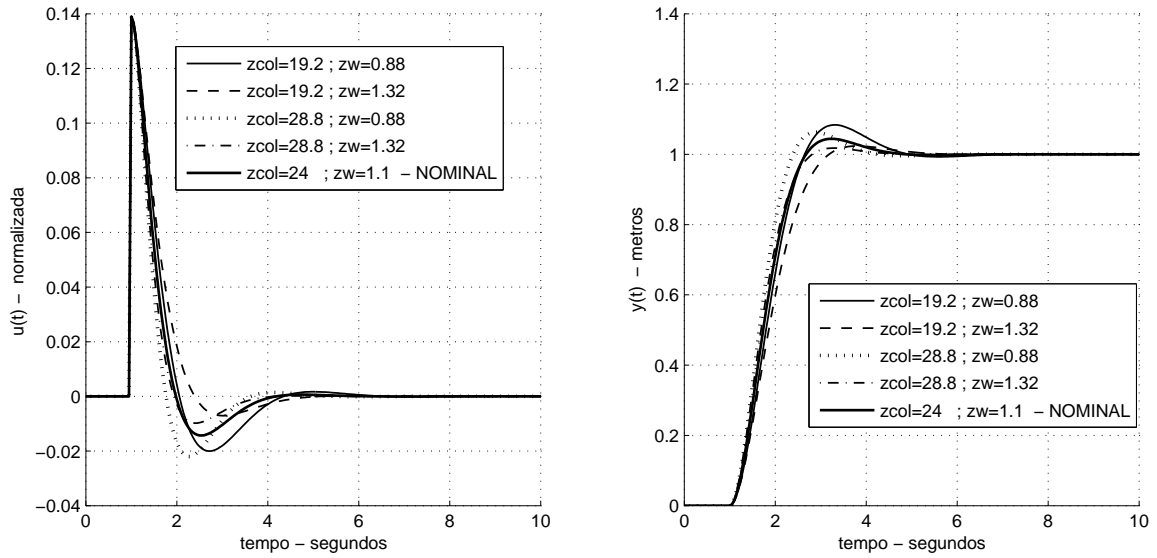 0.14
0.12
0.1
0.08
0.06
0.04
0.02
0
−0.02
−0.04
u(t) − normalizada
zcol=19.2 ; zw=0.88
zcol=19.2 ; zw=1.32
zcol=28.8 ; zw=0.88
zcol=28.8 ; zw=1.32
zcol=24 ; zw=1.1 − NOMINAL
0 2 4 6 8 10
tempo − segundos
1.4
1.2
1
0.8
0.6
0.4
0.2
0
y(t) − metros
zcol=19.2 ; zw=0.88
zcol=19.2 ; zw=1.32
zcol=28.8 ; zw=0.88
zcol=28.8 ; zw=1.32
zcol=24 ; zw=1.1 − NOMINAL
0 2 4 6 8 10
tempo − segundos